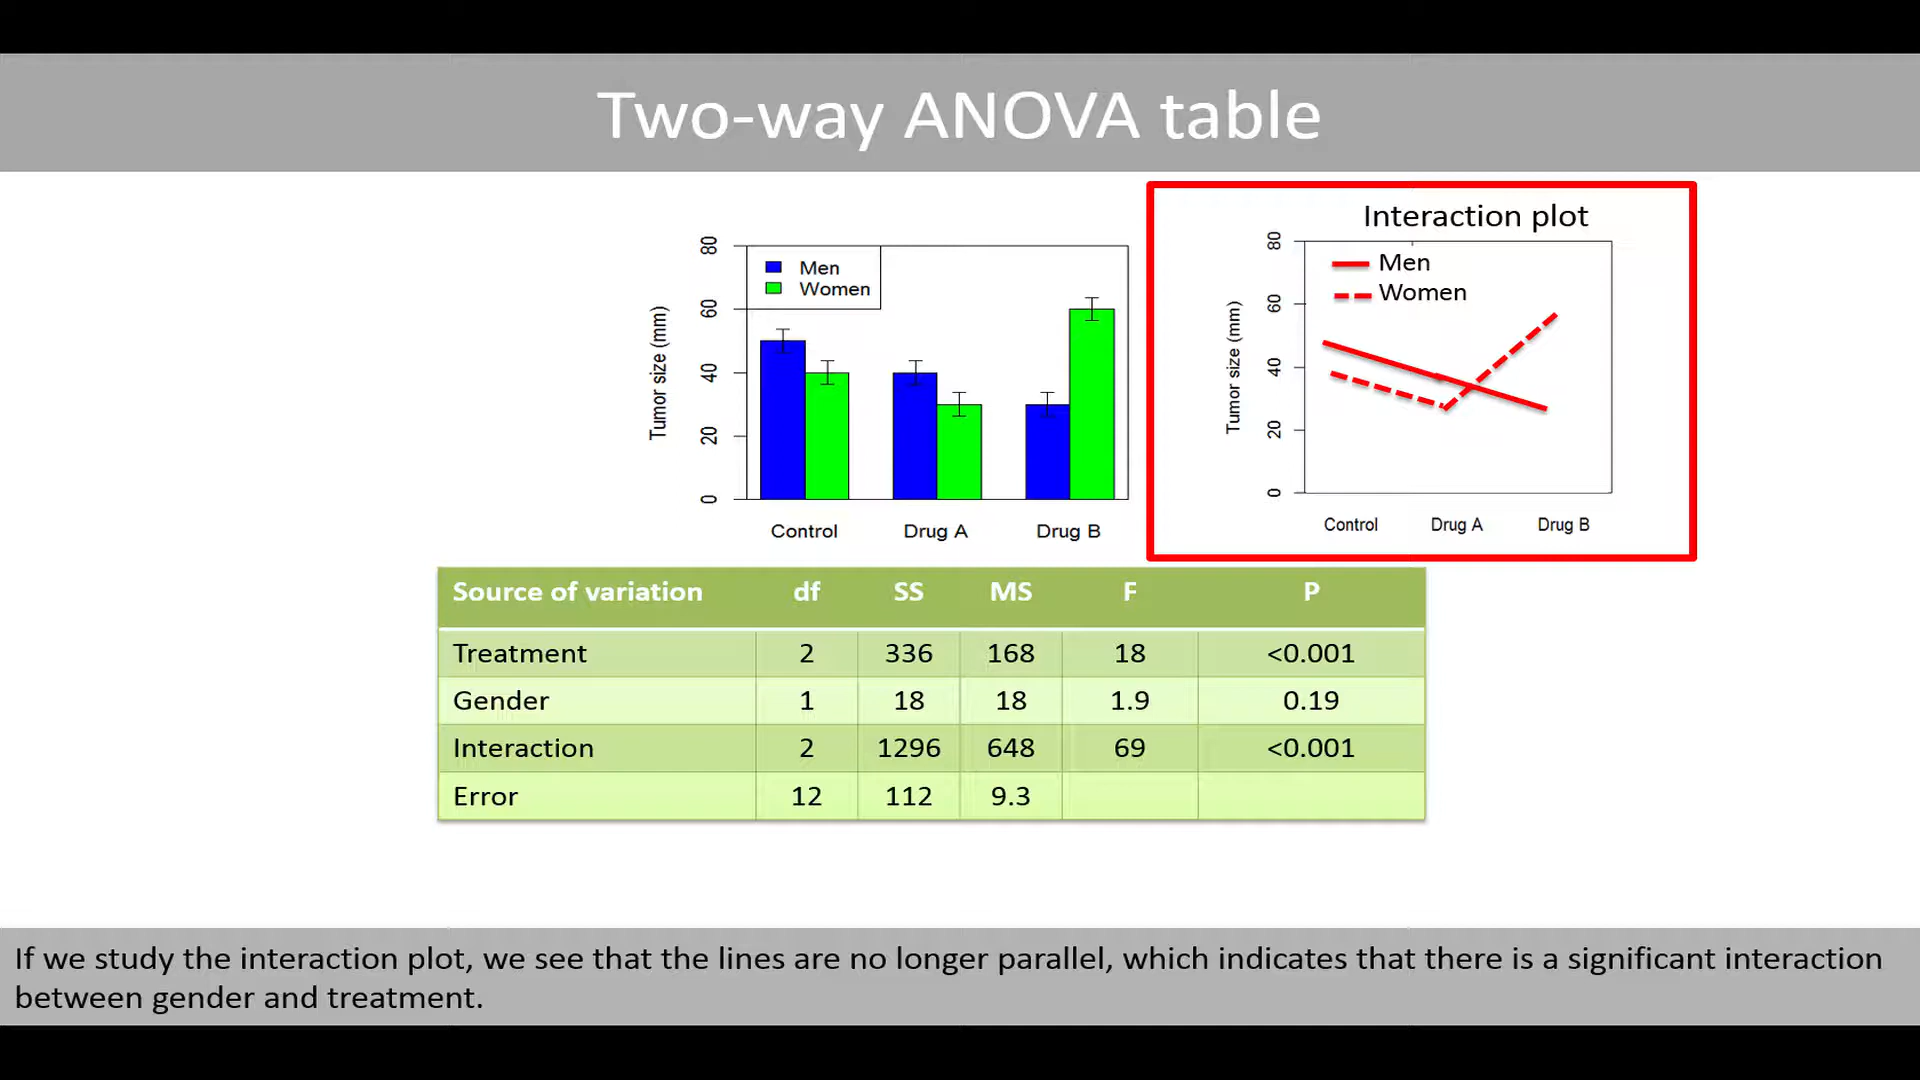 Two-way ANOVA table
80
60
40
20
0
Tumor size (mm)
Men
Women
Control Drug A Drug B
Interaction plot
80
60
40
20
0
Tumor size (mm)
Men
Women
Control Drug A Drug B
Source of variation df SS MS F P
Treatment 2 336 168 18 <0.001
Gender 1 18 18 1.9 0.19
Interaction 2 1296 648 69 <0.001
Error 12 112 9.3
If we study the interaction plot, we see that the lines are no longer parallel, which indicates that there is a significant interaction
between gender and treatment.